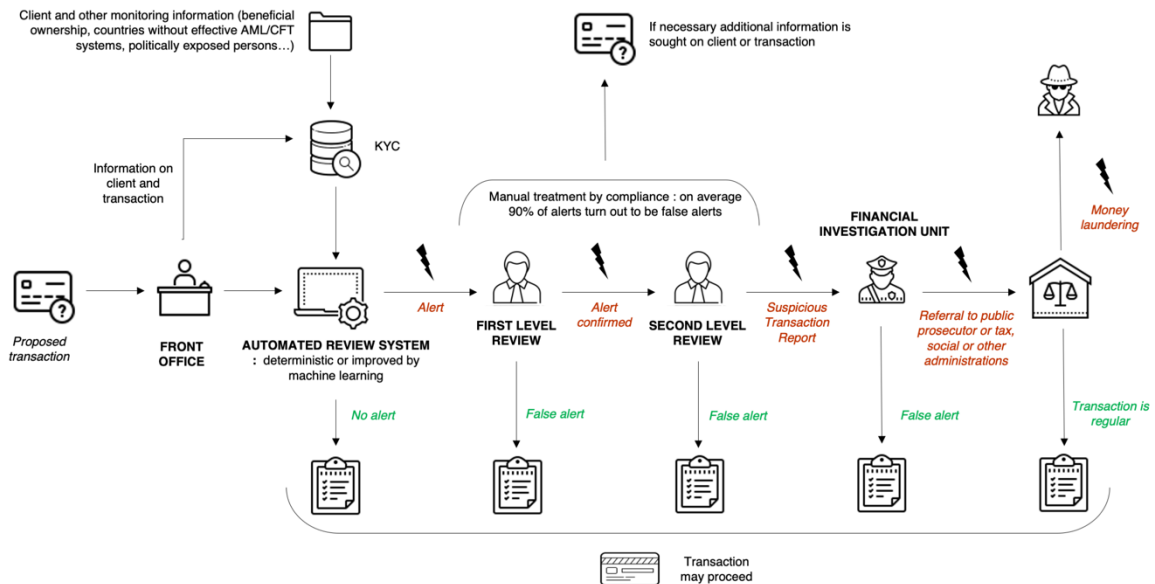 Client and other monitoring information (beneficial
ownership, countries without effective AML/CFT
systems, politically exposed persons...)
If necessary additional information is
sought on client or transaction
KYC
Information on
client and
transaction
Manual treatment by compliance : on average
90% of alerts turn out to be false alerts
Money
laundering
FINANCIAL
INVESTIGATION UNIT
Proposed
transaction
FRONT
OFFICE
AUTOMATED REVIEW SYSTEM
: deterministic or improved by
machine learning
Alert
FIRST LEVEL
REVIEW
Alert
confirmed
SECOND LEVEL
REVIEW
Suspicious
Transaction
Report
Referral to public
prosecutor or tax,
social or other
administrations
No alert
False alert
False alert
False alert
Transaction is
regular
Transaction
may proceed